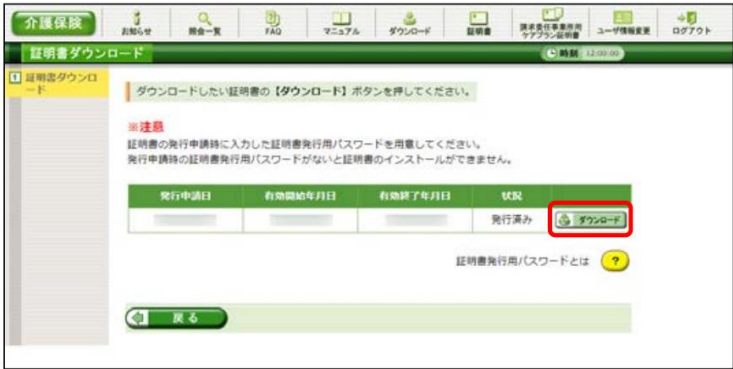 介護保険
お知らせ
照会一覧
FAQ
マニュアル
ダウンロード
証明書
請求委任事業所用
ケアプラン証明書
ユーザ情報変更
ログアウト
証明書ダウンロード
時刻 12:00:00
1 証明書ダウンロ
ード
ダウンロードしたい証明書の【ダウンロード】ボタンを押してください。
※注意
証明書の発行申請時に入力した証明書発行用パスワードを用意してください。
発行申請時の証明書発行用パスワードがないと証明書のインストールができません。
発行申請日 有効開始年月日 有効終了年月日 状況
発行済み ダウンロード
証明書発行用パスワードとは ?
戻る